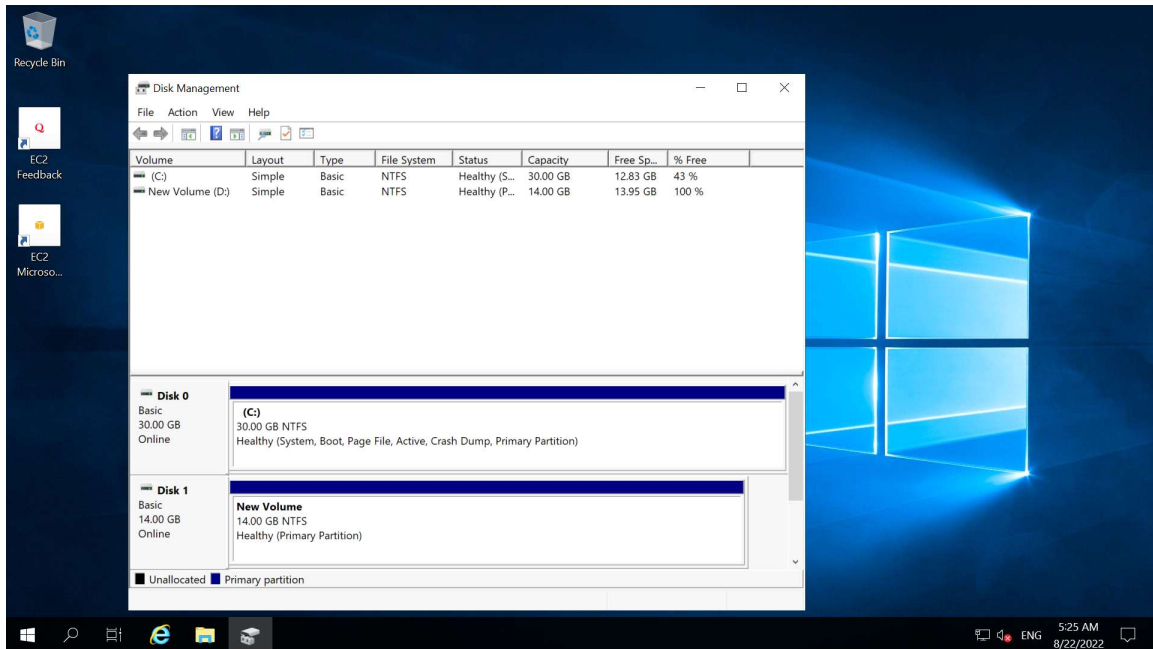 Recycle Bin
Q
EC2
Feedback
EC2
Microso...
Disk Management
File Action View Help
Volume Layout Type File System Status Capacity Free Sp... % Free
(C:) Simple Basic NTFS Healthy (S... 30.00 GB 12.83 GB 43 %
New Volume (D:) Simple Basic NTFS Healthy (P... 14.00 GB 13.95 GB 100 %
Disk 0
Basic
30.00 GB
Online
(C:)
30.00 GB NTFS
Healthy (System, Boot, Page File, Active, Crash Dump, Primary Partition)
Disk 1
Basic
14.00 GB
Online
New Volume
14.00 GB NTFS
Healthy (Primary Partition)
Unallocated Primary partition
ENG
5:25 AM
8/22/2022